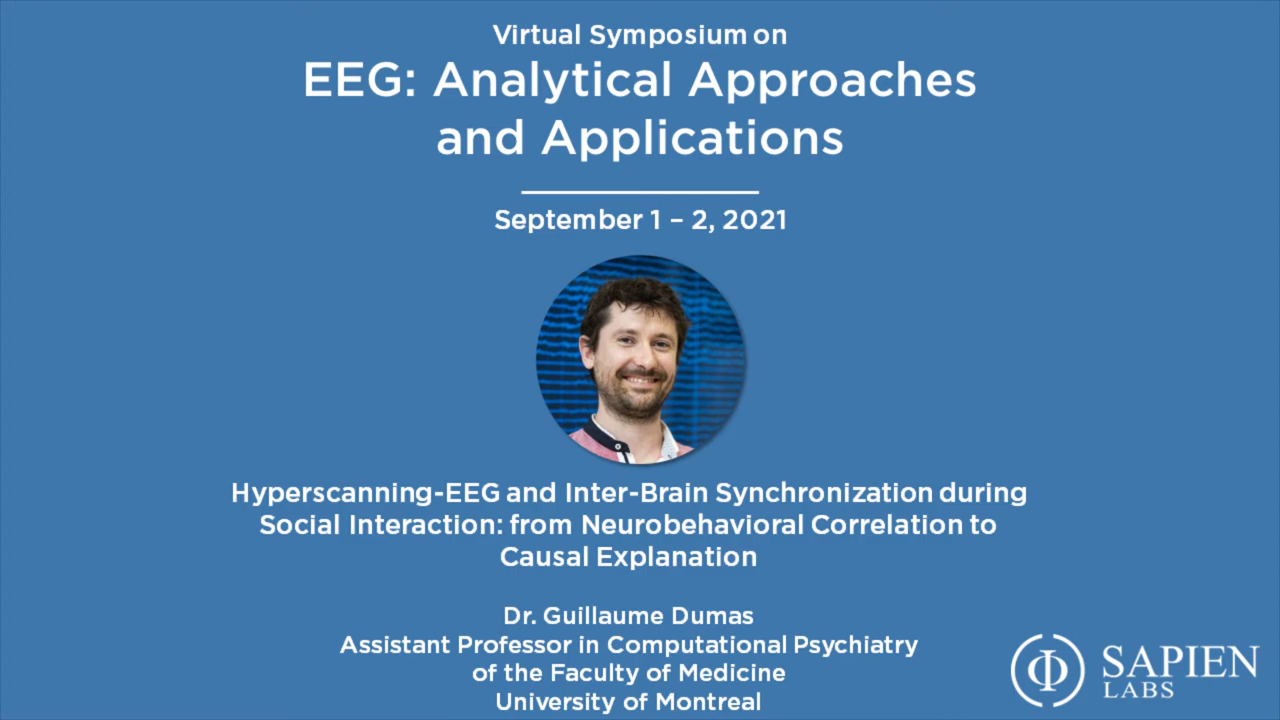 Virtual Symposium on
EEG: Analytical Approaches
and Applications
September 1 – 2, 2021
Hyperscanning-EEG and Inter-Brain Synchronization during
Social Interaction: from Neurobehavioral Correlation to
Causal Explanation
Dr. Guillaume Dumas
Assistant Professor in Computational Psychiatry
of the Faculty of Medicine
University of Montreal
SAPIEN
LABS